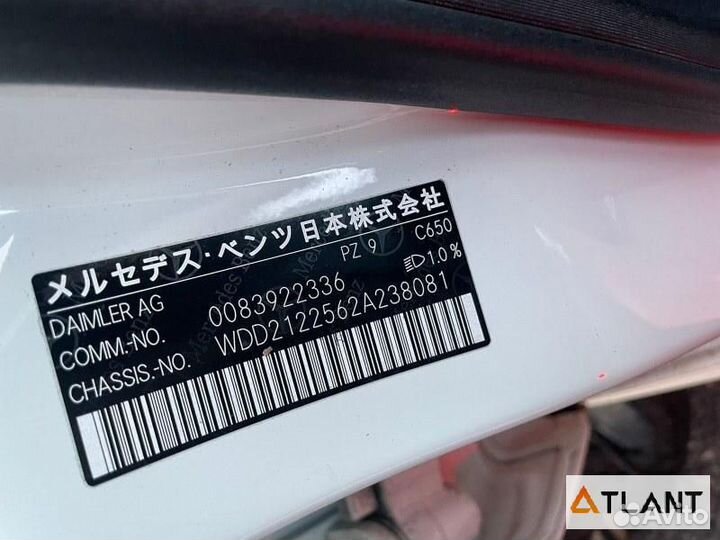 メルセデス・ベンツ日本株式会社
DAIMLER AG PZ 9 C650
COMM.-NO. 0083922336 1.0%
CHASSIS.-NO. WDD2122562A238081
ATLANT
Avito